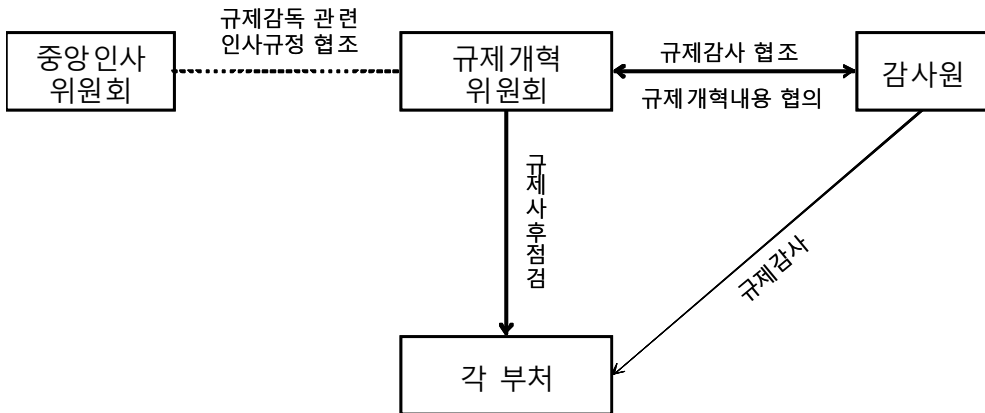 규제감독 관련
인사규정 협조
중앙인사
위원회
규제개혁
위원회
규제감사 협조
규제개혁내용 협의
감사원
규제사후점검
규제감사
각 부처